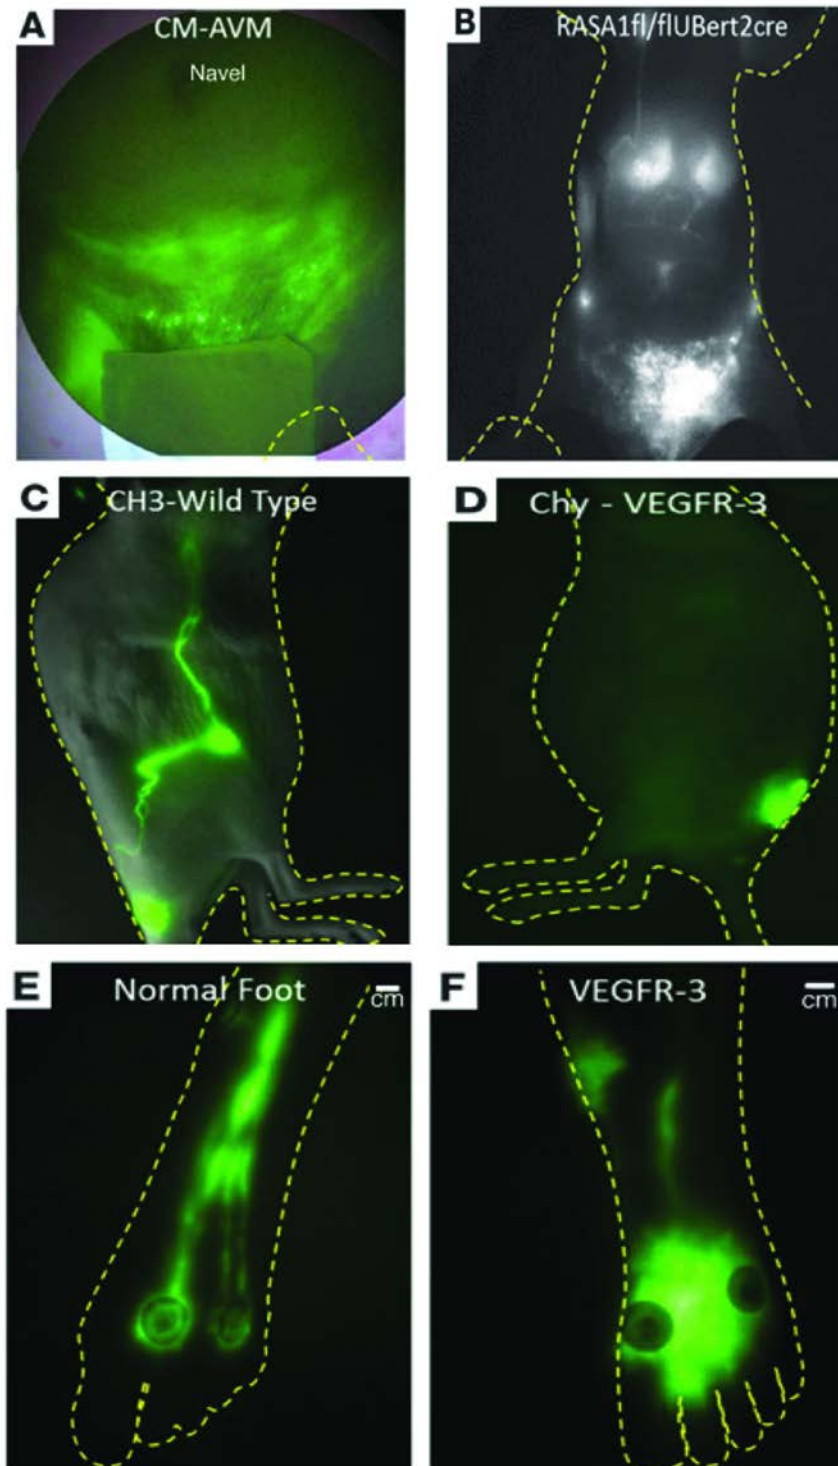 A
CM-AVM
Navel
B
RASA1fl/flUBert2cre
C
CH3-Wild Type
D
Chy - VEGFR-3
E
Normal Foot
cm
F
VEGFR-3
cm